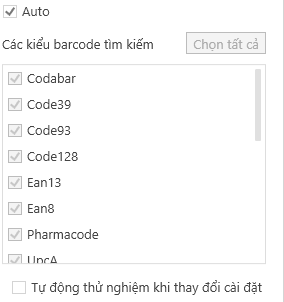 Auto
Các kiểu barcode tìm kiếm
Chọn tất cả
Codabar
Code39
Code93
Code128
Ean13
Ean8
Pharmacode
UpcA
Tự động thử nghiệm khi thay đổi cài đặt